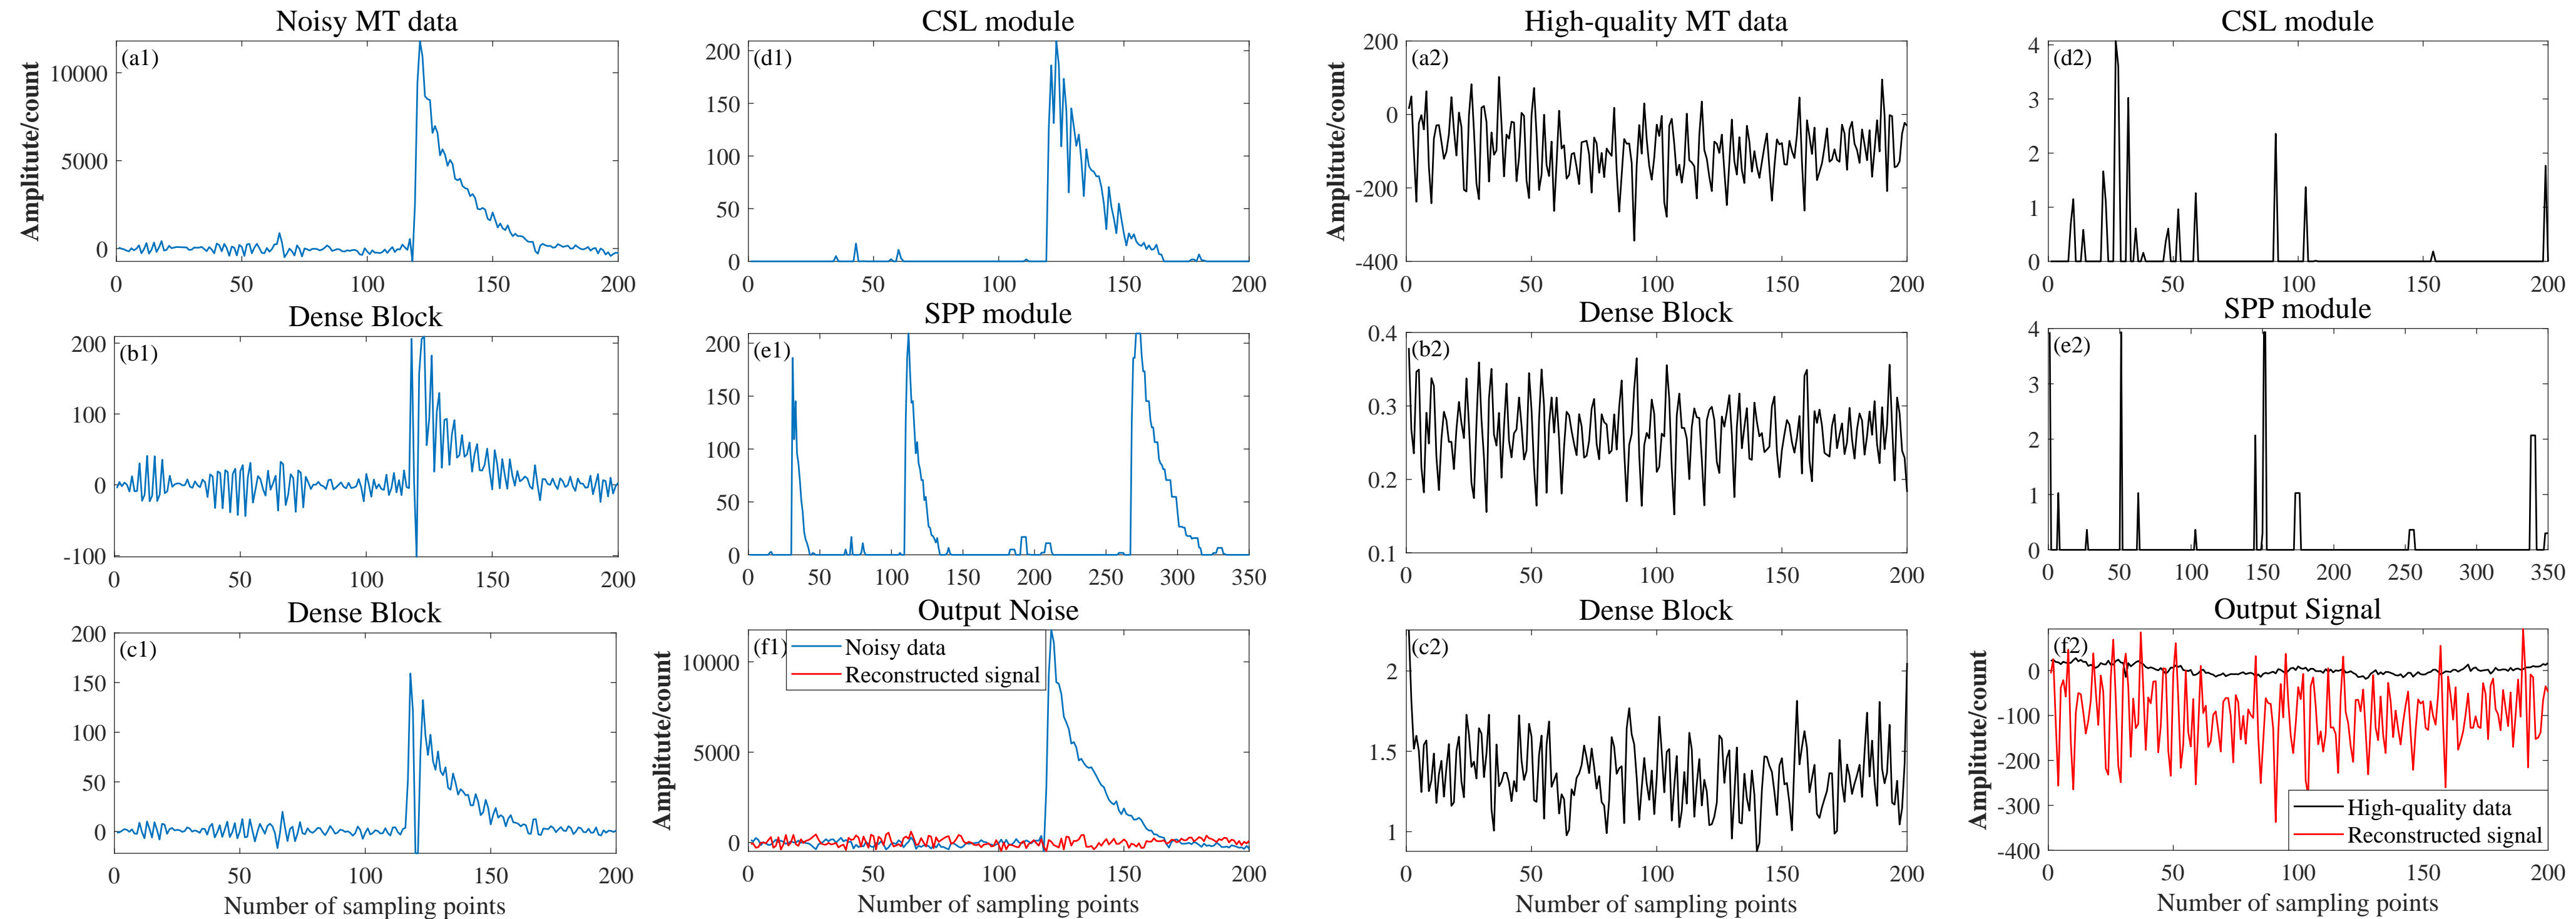 Noisy MT data
(a1)
Amplitute/count
10000
5000
0
0 50 100 150 200
CSL module
(d1)
200
150
100
50
0
0 50 100 150 200
High-quality MT data
(a2)
Amplitute/count
200
0
-200
-400
0 50 100 150 200
CSL module
(d2)
4
3
2
1
0
0 50 100 150 200
Dense Block
(b1)
200
100
0
-100
0 50 100 150 200
SPP module
(e1)
200
150
100
50
0
0 50 100 150 200 250 300 350
Dense Block
(b2)
0.4
0.3
0.2
0.1
0 50 100 150 200
SPP module
(e2)
4
3
2
1
0
0 50 100 150 200 250 300 350
Dense Block
(c1)
200
150
100
50
0
0 50 100 150 200
Number of sampling points
Output Noise
(f1)
Noisy data
Reconstructed signal
Amplitute/count
10000
5000
0
0 50 100 150 200
Number of sampling points
Dense Block
(c2)
2
1.5
1
0 50 100 150 200
Number of sampling points
Output Signal
(f2)
Amplitute/count
0
-100
-200
-300
-400
High-quality data
Reconstructed signal
0 50 100 150 200
Number of sampling points